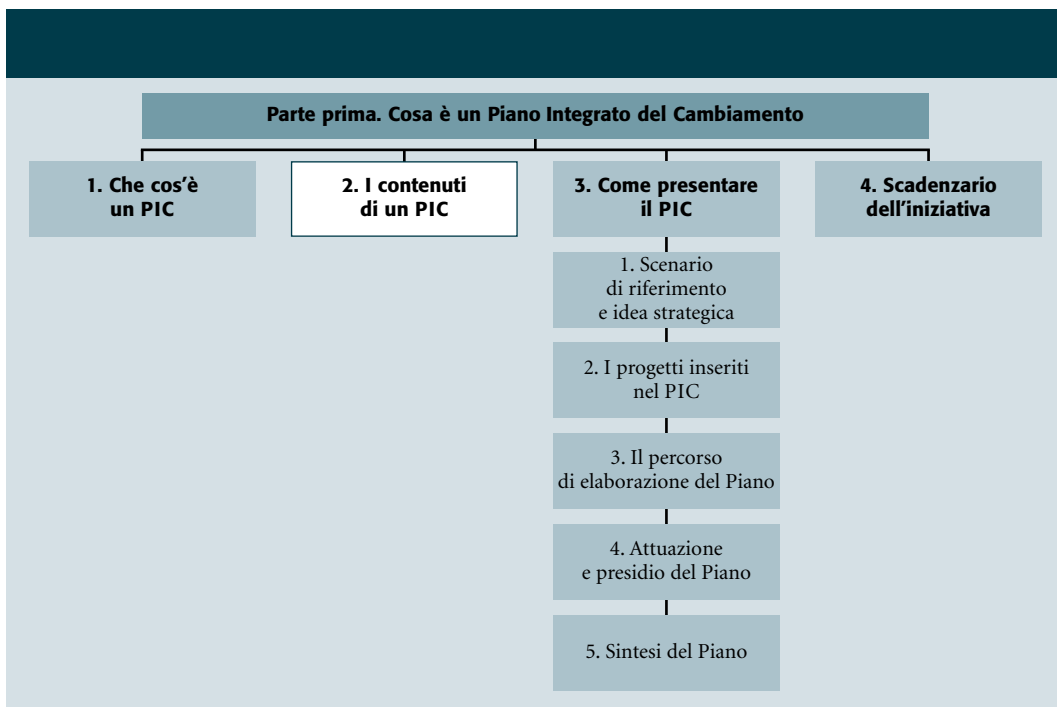 Parte prima. Cosa è un Piano Integrato del Cambiamento
1. Che cos'è
un PIC
2. I contenuti
di un PIC
3. Come presentare
il PIC
4. Scadenzario
dell'iniziativa
1. Scenario
di riferimento
e idea strategica
2. I progetti inseriti
nel PIC
3. Il percorso
di elaborazione del Piano
4. Attuazione
e presidio del Piano
5. Sintesi del Piano